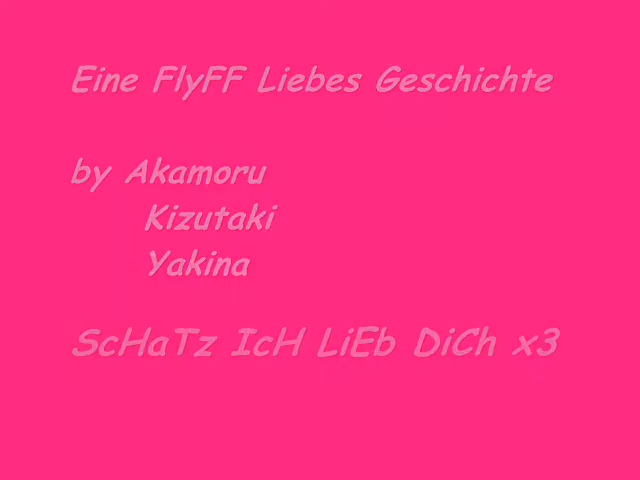 Eine FlyFF Liebes Geschichte
by Akamoru
Kizutaki
Yakina
ScHaTz IcH LiEb DiCh x3